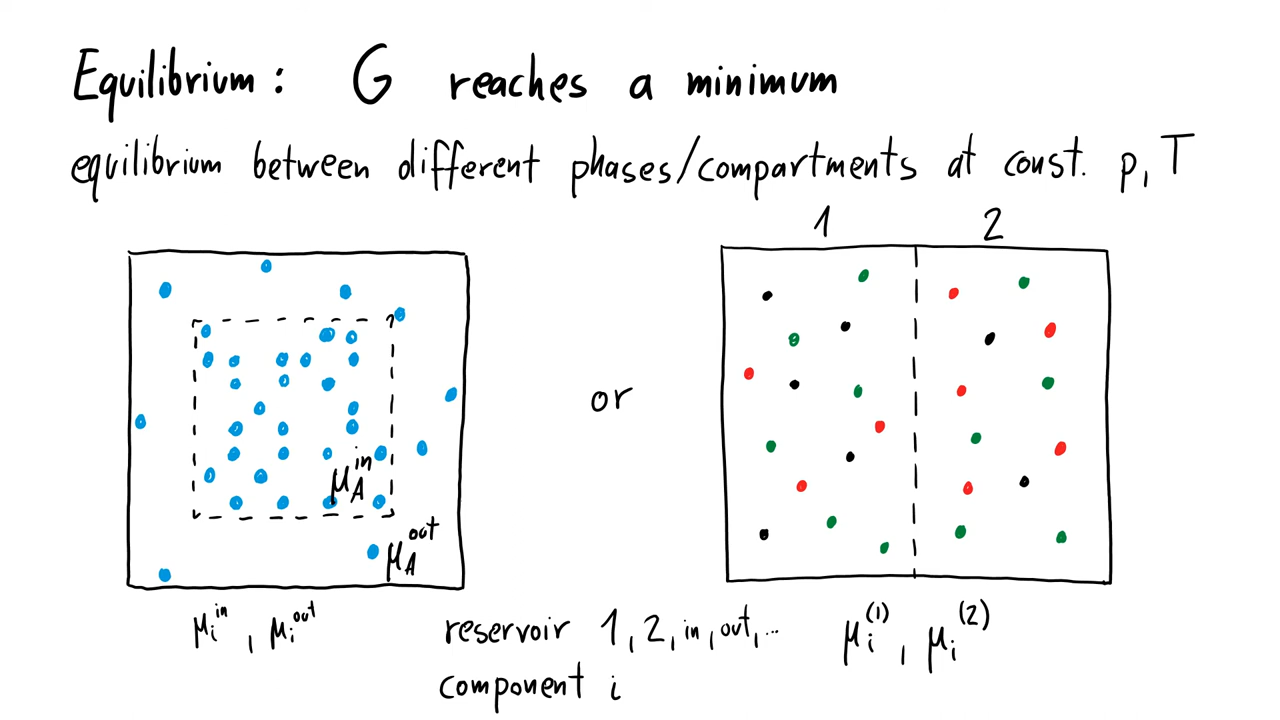 Equilibrium: G reaches a minimum
equilibrium between different phases/compartments at const. p, T
1 2
μ_A^in
μ_A^out
or
μ_i^in, μ_i^out
reservoir 1, 2, in, out, ...
component i
μ_i^(1), μ_i^(2)